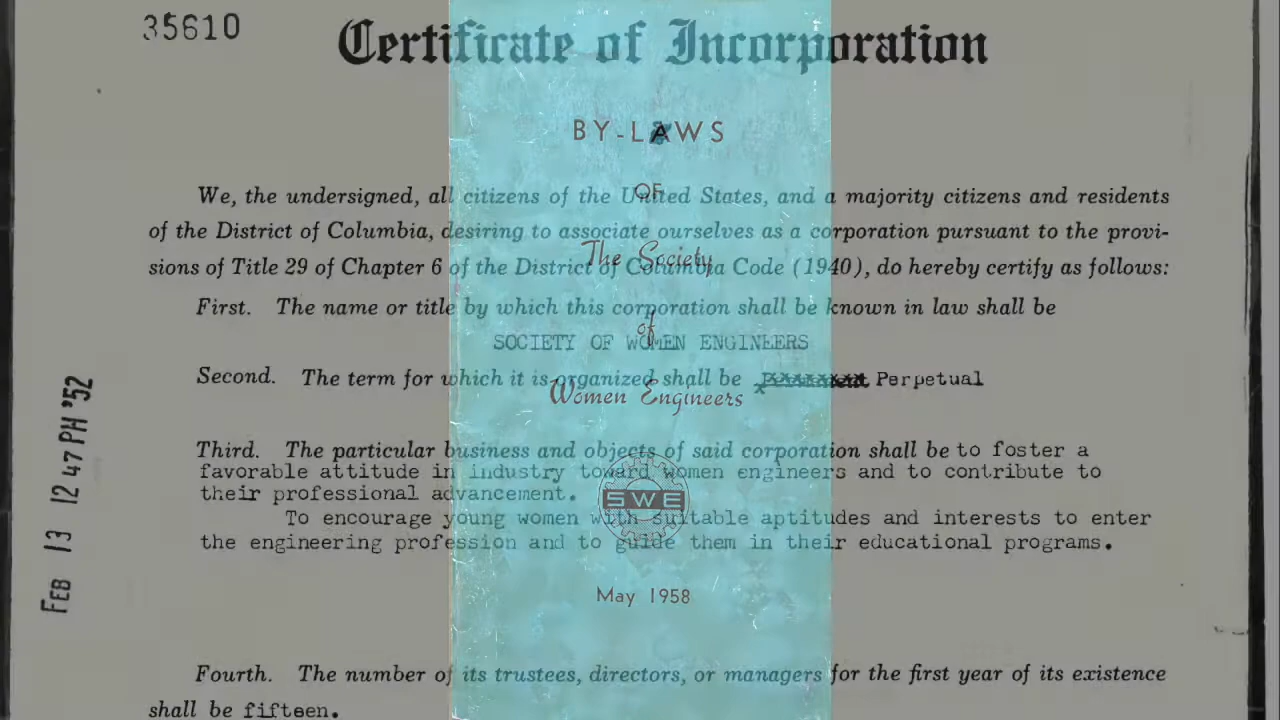 35610
Certificate of Incorporation
BY-LAWS
OF
The Society
of
Women Engineers
SWE
May 1958
We, the undersigned, all citizens of the United States, and a majority citizens and residents
of the District of Columbia, desiring to associate ourselves as a corporation pursuant to the provi-
sions of Title 29 of Chapter 6 of the District of Columbia Code (1940), do hereby certify as follows:
First. The name or title by which this corporation shall be known in law shall be
SOCIETY OF WOMEN ENGINEERS
Second. The term for which it is organized shall be Perpetual
Third. The particular business and objects of said corporation shall be to foster a
favorable attitude in industry toward women engineers and to contribute to
their professional advancement.
To encourage young women with suitable aptitudes and interests to enter
the engineering profession and to guide them in their educational programs.
Fourth. The number of its trustees, directors, or managers for the first year of its existence
shall be fifteen.
FEB 13 12 47 PH '52